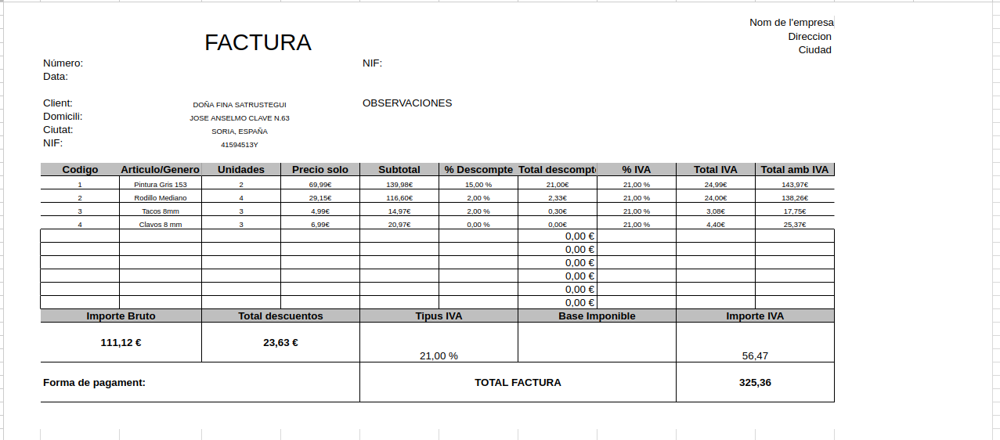 Nom de l'empresa
FACTURA
Direccion
Ciudad
Número: NIF:
Data:
Client: DOÑA FINA SATRUSTEGUI OBSERVACIONES
Domicili: JOSE ANSELMO CLAVE N.63
Ciutat: SORIA, ESPAÑA
NIF: 41594513Y
Codigo Articulo/Genero Unidades Precio solo Subtotal % Descompte Total descompt % IVA Total IVA Total amb IVA
1 Pintura Gris 153 2 69,99€ 139,98€ 15,00 % 21,00€ 21,00 % 24,99€ 143,97€
2 Rodillo Mediano 4 29,15€ 116,60€ 2,00 % 2,33€ 21,00 % 24,00€ 138,26€
3 Tacos 8mm 3 4,99€ 14,97€ 2,00 % 0,30€ 21,00 % 3,08€ 17,75€
4 Clavos 8 mm 3 6,99€ 20,97€ 0,00 % 0,00€ 21,00 % 4,40€ 25,37€
0,00 €
0,00 €
0,00 €
0,00 €
0,00 €
0,00 €
Importe Bruto Total descuentos Tipus IVA Base Imponible Importe IVA
111,12 € 23,63 €
21,00 % 56,47
Forma de pagament: TOTAL FACTURA 325,36